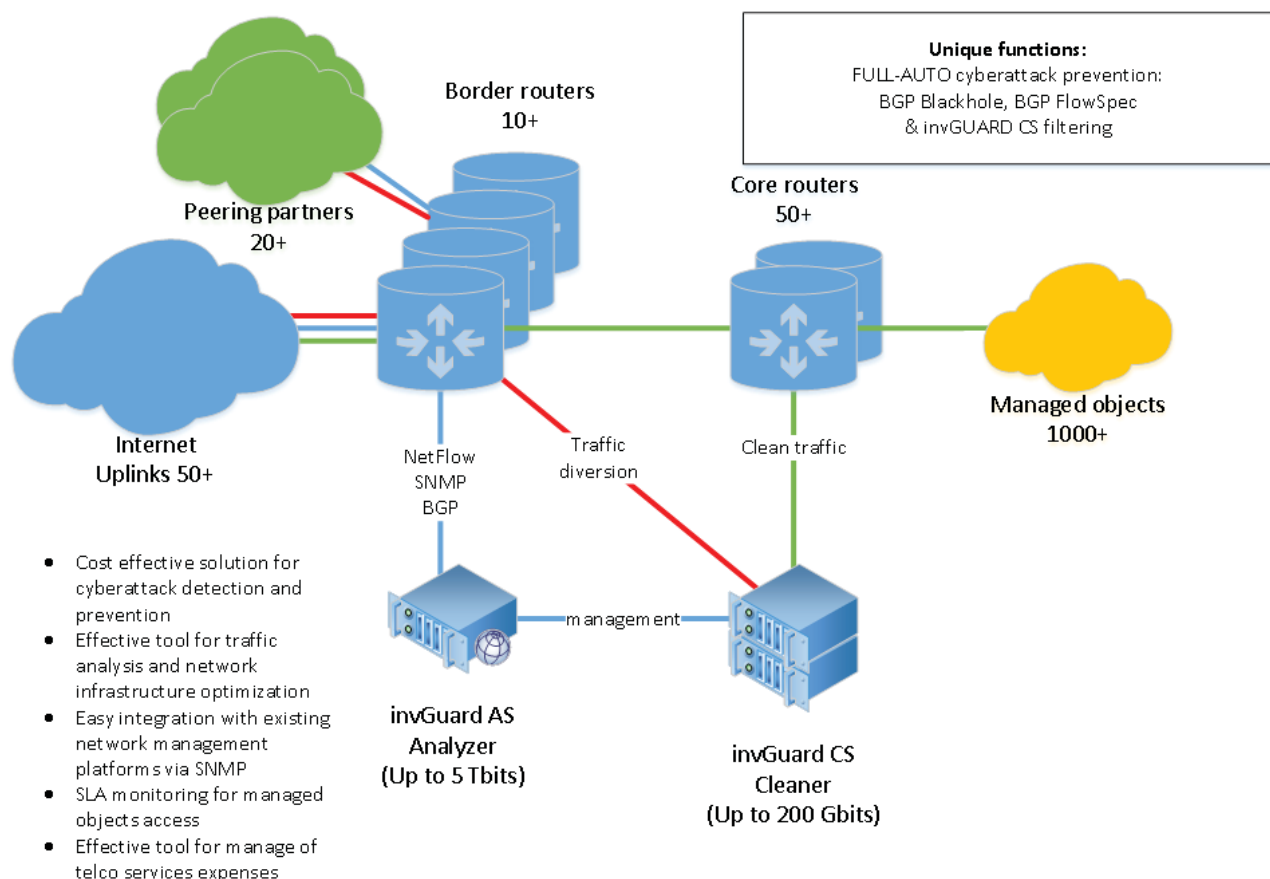 Unique functions:
FULL-AUTO cyberattack prevention:
BGP Blackhole, BGP FlowSpec
& invGUARD CS filtering
Border routers
10+
Core routers
50+
Peering partners
20+
Internet
Uplinks 50+
Managed objects
1000+
NetFlow
SNMP
BGP
Traffic
diversion
Clean traffic
management
invGuard AS
Analyzer
(Up to 5 Tbits)
invGuard CS
Cleaner
(Up to 200 Gbits)
• Cost effective solution for
cyberattack detection and
prevention
• Effective tool for traffic
analysis and network
infrastructure optimization
• Easy integration with existing
network management
platforms via SNMP
• SLA monitoring for managed
objects access
• Effective tool for manage of
telco services expenses